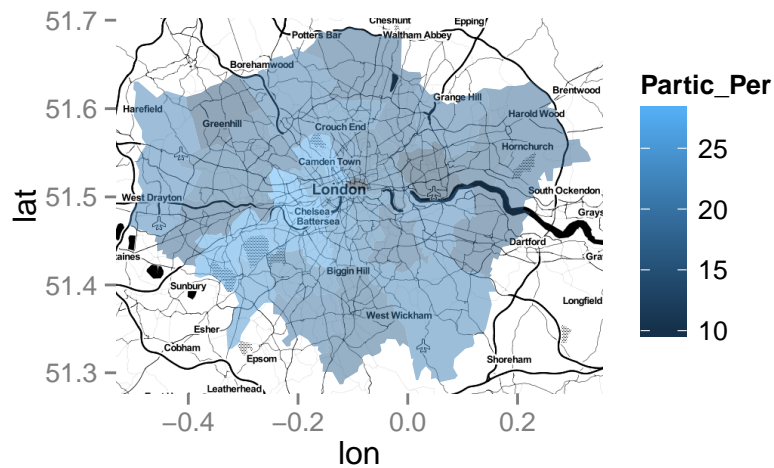 51.7
51.6
51.5
51.4
51.3
lat
Cheshunt
Epping
Potters Bar
Waltham Abbey
Borehamwood
Brentwood
Harefield
Grange Hill
Harold Wood
Greenhill
Crouch End
Hornchurch
Camden Town
London
West Drayton
South Ockendon
Chelsea
Battersea
Grays
Dartford
taines
Gra
Biggin Hill
Sunbury
Longfield
West Wickham
Esher
Cobham
Epsom
Shoreham
Leatherhead
−0.4
−0.2
0.0
0.2
lon
Partic_Per
25
20
15
10